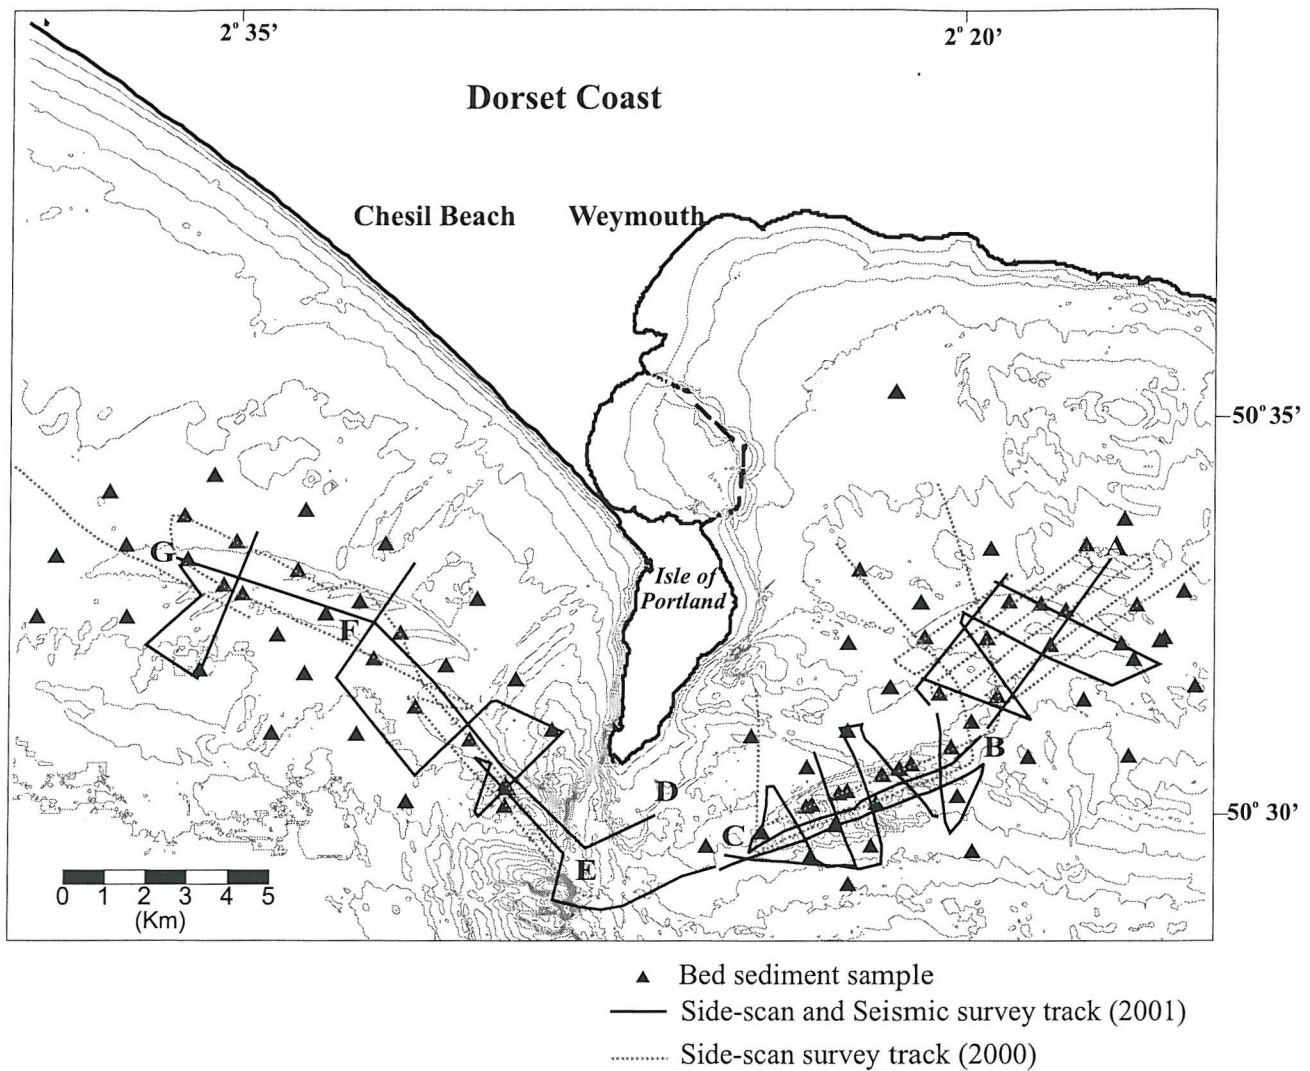 2° 35’ 2° 20’
Dorset Coast
Chesil Beach Weymouth
50° 35’
A
G
Isle of
Portland
F
B
D
50° 30’
C
E
0 1 2 3 4 5
(Km)
Bed sediment sample
Side-scan and Seismic survey track (2001)
Side-scan survey track (2000)